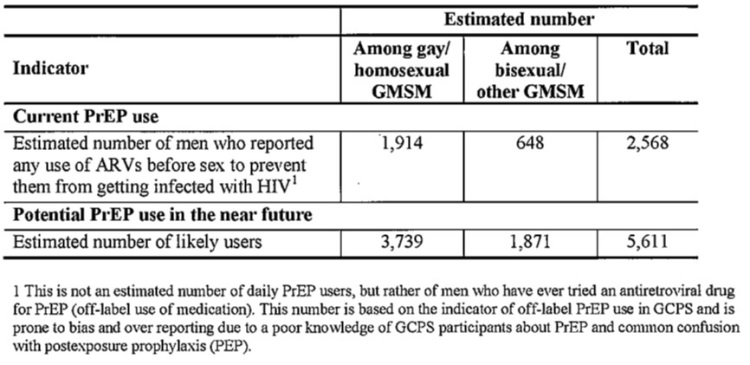 Estimated number
Indicator
Among gay/
homosexual
GMSM
Among
bisexual/
other GMSM
Total
Current PrEP use
Estimated number of men who reported
any use of ARVs before sex to prevent
them from getting infected with HIV1
1,914
648
2,568
Potential PrEP use in the near future
Estimated number of likely users
3,739
1,871
5,611
1 This is not an estimated number of daily PrEP users, but rather of men who have ever tried an antiretroviral drug
for PrEP (off-label use of medication). This number is based on the indicator of off-label PrEP use in GCPS and is
prone to bias and over reporting due to a poor knowledge of GCPS participants about PrEP and common confusion
with postexposure prophylaxis (PEP).